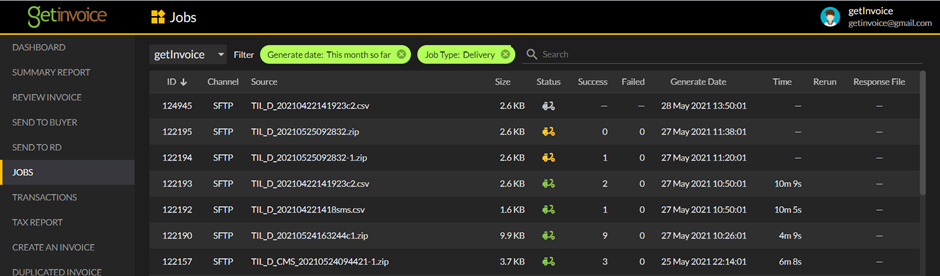 getinvoice
Jobs
getInvoice
getinvoice@gmail.com
DASHBOARD
SUMMARY REPORT
REVIEW INVOICE
SEND TO BUYER
SEND TO RD
JOBS
TRANSACTIONS
TAX REPORT
CREATE AN INVOICE
DUPLICATED INVOICE
getInvoice Filter Generate date: This month so far Job Type: Delivery Search
ID Channel Source Size Status Success Failed Generate Date Time Rerun Response File
124945 SFTP TIL_D_20210422141923c2.csv 2.6 KB — — 28 May 2021 13:50:01 — —
122195 SFTP TIL_D_20210525092832.zip 2.6 KB 0 0 27 May 2021 11:38:01 — —
122194 SFTP TIL_D_20210525092832-1.zip 2.6 KB 1 0 27 May 2021 11:20:01 — —
122193 SFTP TIL_D_20210422141923c2.csv 2.6 KB 2 0 27 May 2021 10:50:01 10m 9s —
122192 SFTP TIL_D_202104221418sms.csv 1.6 KB 1 0 27 May 2021 10:50:01 10m 5s —
122190 SFTP TIL_D_20210524163244c1.zip 9.9 KB 9 0 27 May 2021 10:26:01 4m 9s —
122157 SFTP TIL_D_CMS_20210524094421-1.zip 3.7 KB 3 0 25 May 2021 22:14:01 6m 8s —